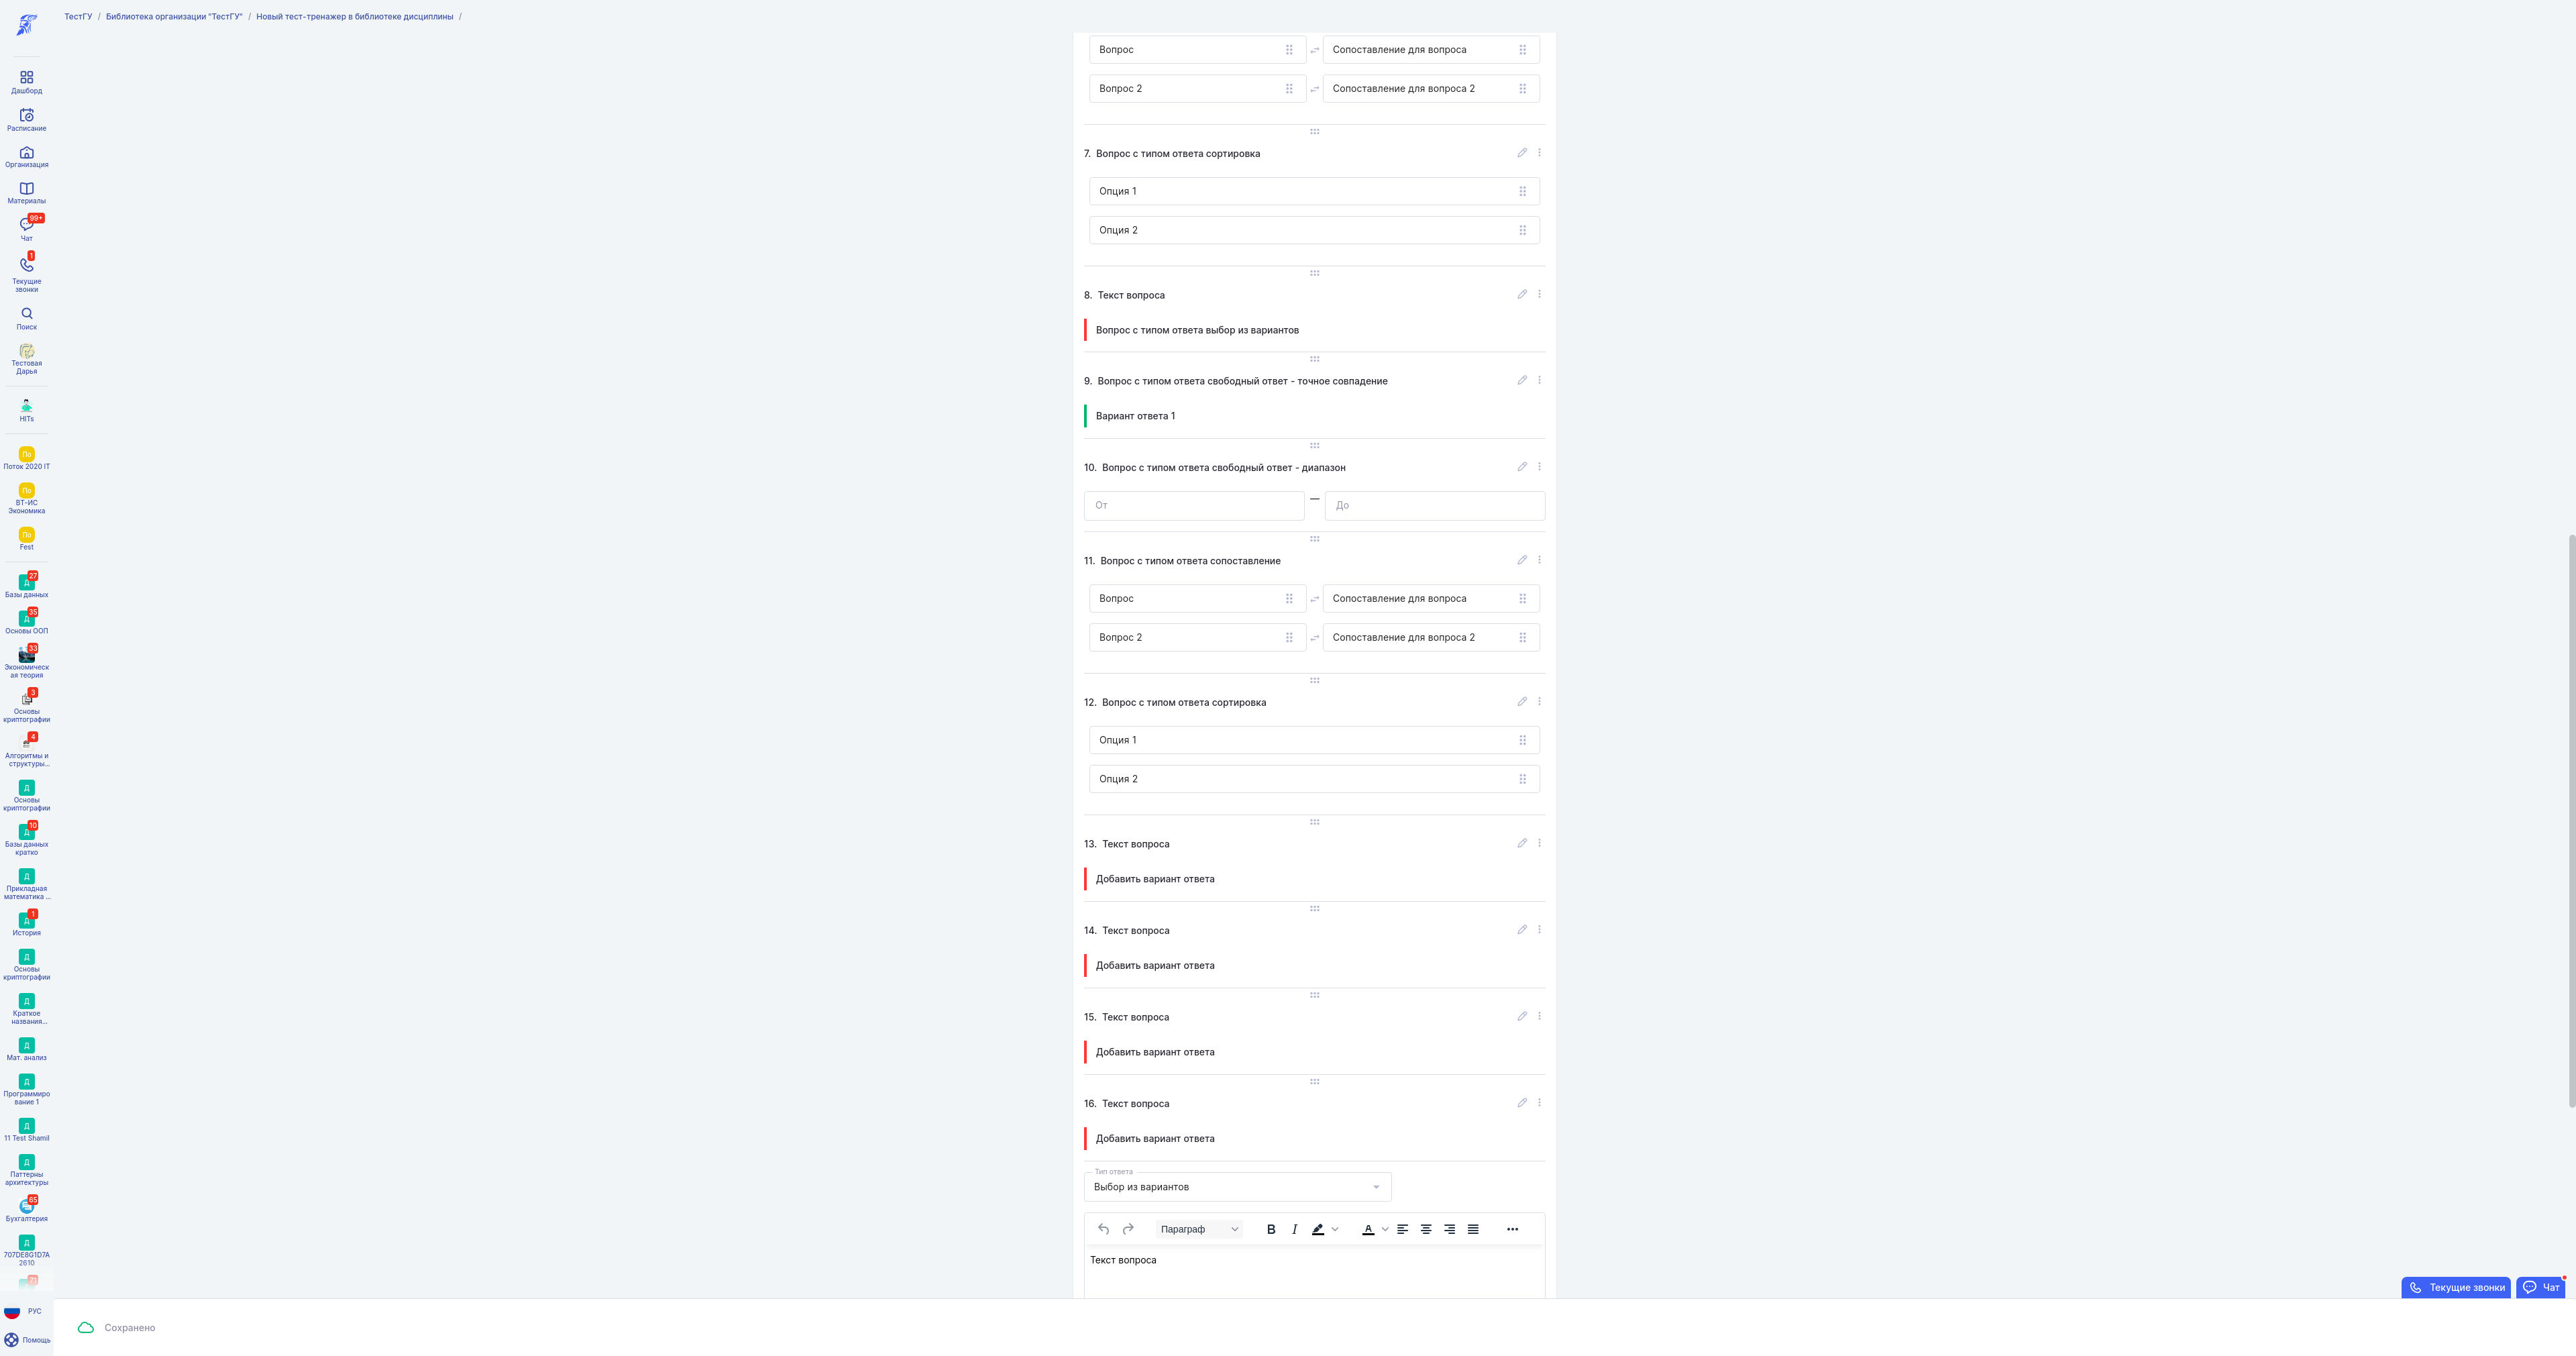 ТестГУ / Библиотека организации "ТестГУ" / Новый тест-тренажер в библиотеке дисциплины /
Дашборд
Расписание
Организация
Материалы
99+
Чат
1
Текущие
звонки
Поиск
Тестовая
Дарья
HITs
По
Поток 2020 IT
По
ВТ-ИС
Экономика
По
Fest
27
Д
Базы данных
35
Д
Основы ООП
33
Экономическ
ая теория
3
Основы
криптографии
4
Алгоритмы и
структуры...
Д
Основы
криптографии
10
Д
Базы данных
кратко
Д
Прикладная
математика ...
1
Д
История
Д
Основы
криптографии
Д
Краткое
названия...
Д
Мат. анализ
Д
Программиро
вание 1
Д
11 Test Shamil
Д
Паттерны
архитектуры
65
Бухгалтерия
Д
707DE8G1D7A
2610
21
РУС
Помощь
Вопрос
Сопоставление для вопроса
Вопрос 2
Сопоставление для вопроса 2
7. Вопрос с типом ответа сортировка
Опция 1
Опция 2
8. Текст вопроса
Вопрос с типом ответа выбор из вариантов
9. Вопрос с типом ответа свободный ответ - точное совпадение
Вариант ответа 1
10. Вопрос с типом ответа свободный ответ - диапазон
От — До
11. Вопрос с типом ответа сопоставление
Вопрос
Сопоставление для вопроса
Вопрос 2
Сопоставление для вопроса 2
12. Вопрос с типом ответа сортировка
Опция 1
Опция 2
13. Текст вопроса
Добавить вариант ответа
14. Текст вопроса
Добавить вариант ответа
15. Текст вопроса
Добавить вариант ответа
16. Текст вопроса
Добавить вариант ответа
Тип ответа
Выбор из вариантов
Параграф B I A
Текст вопроса
Текущие звонки
Чат
Сохранено